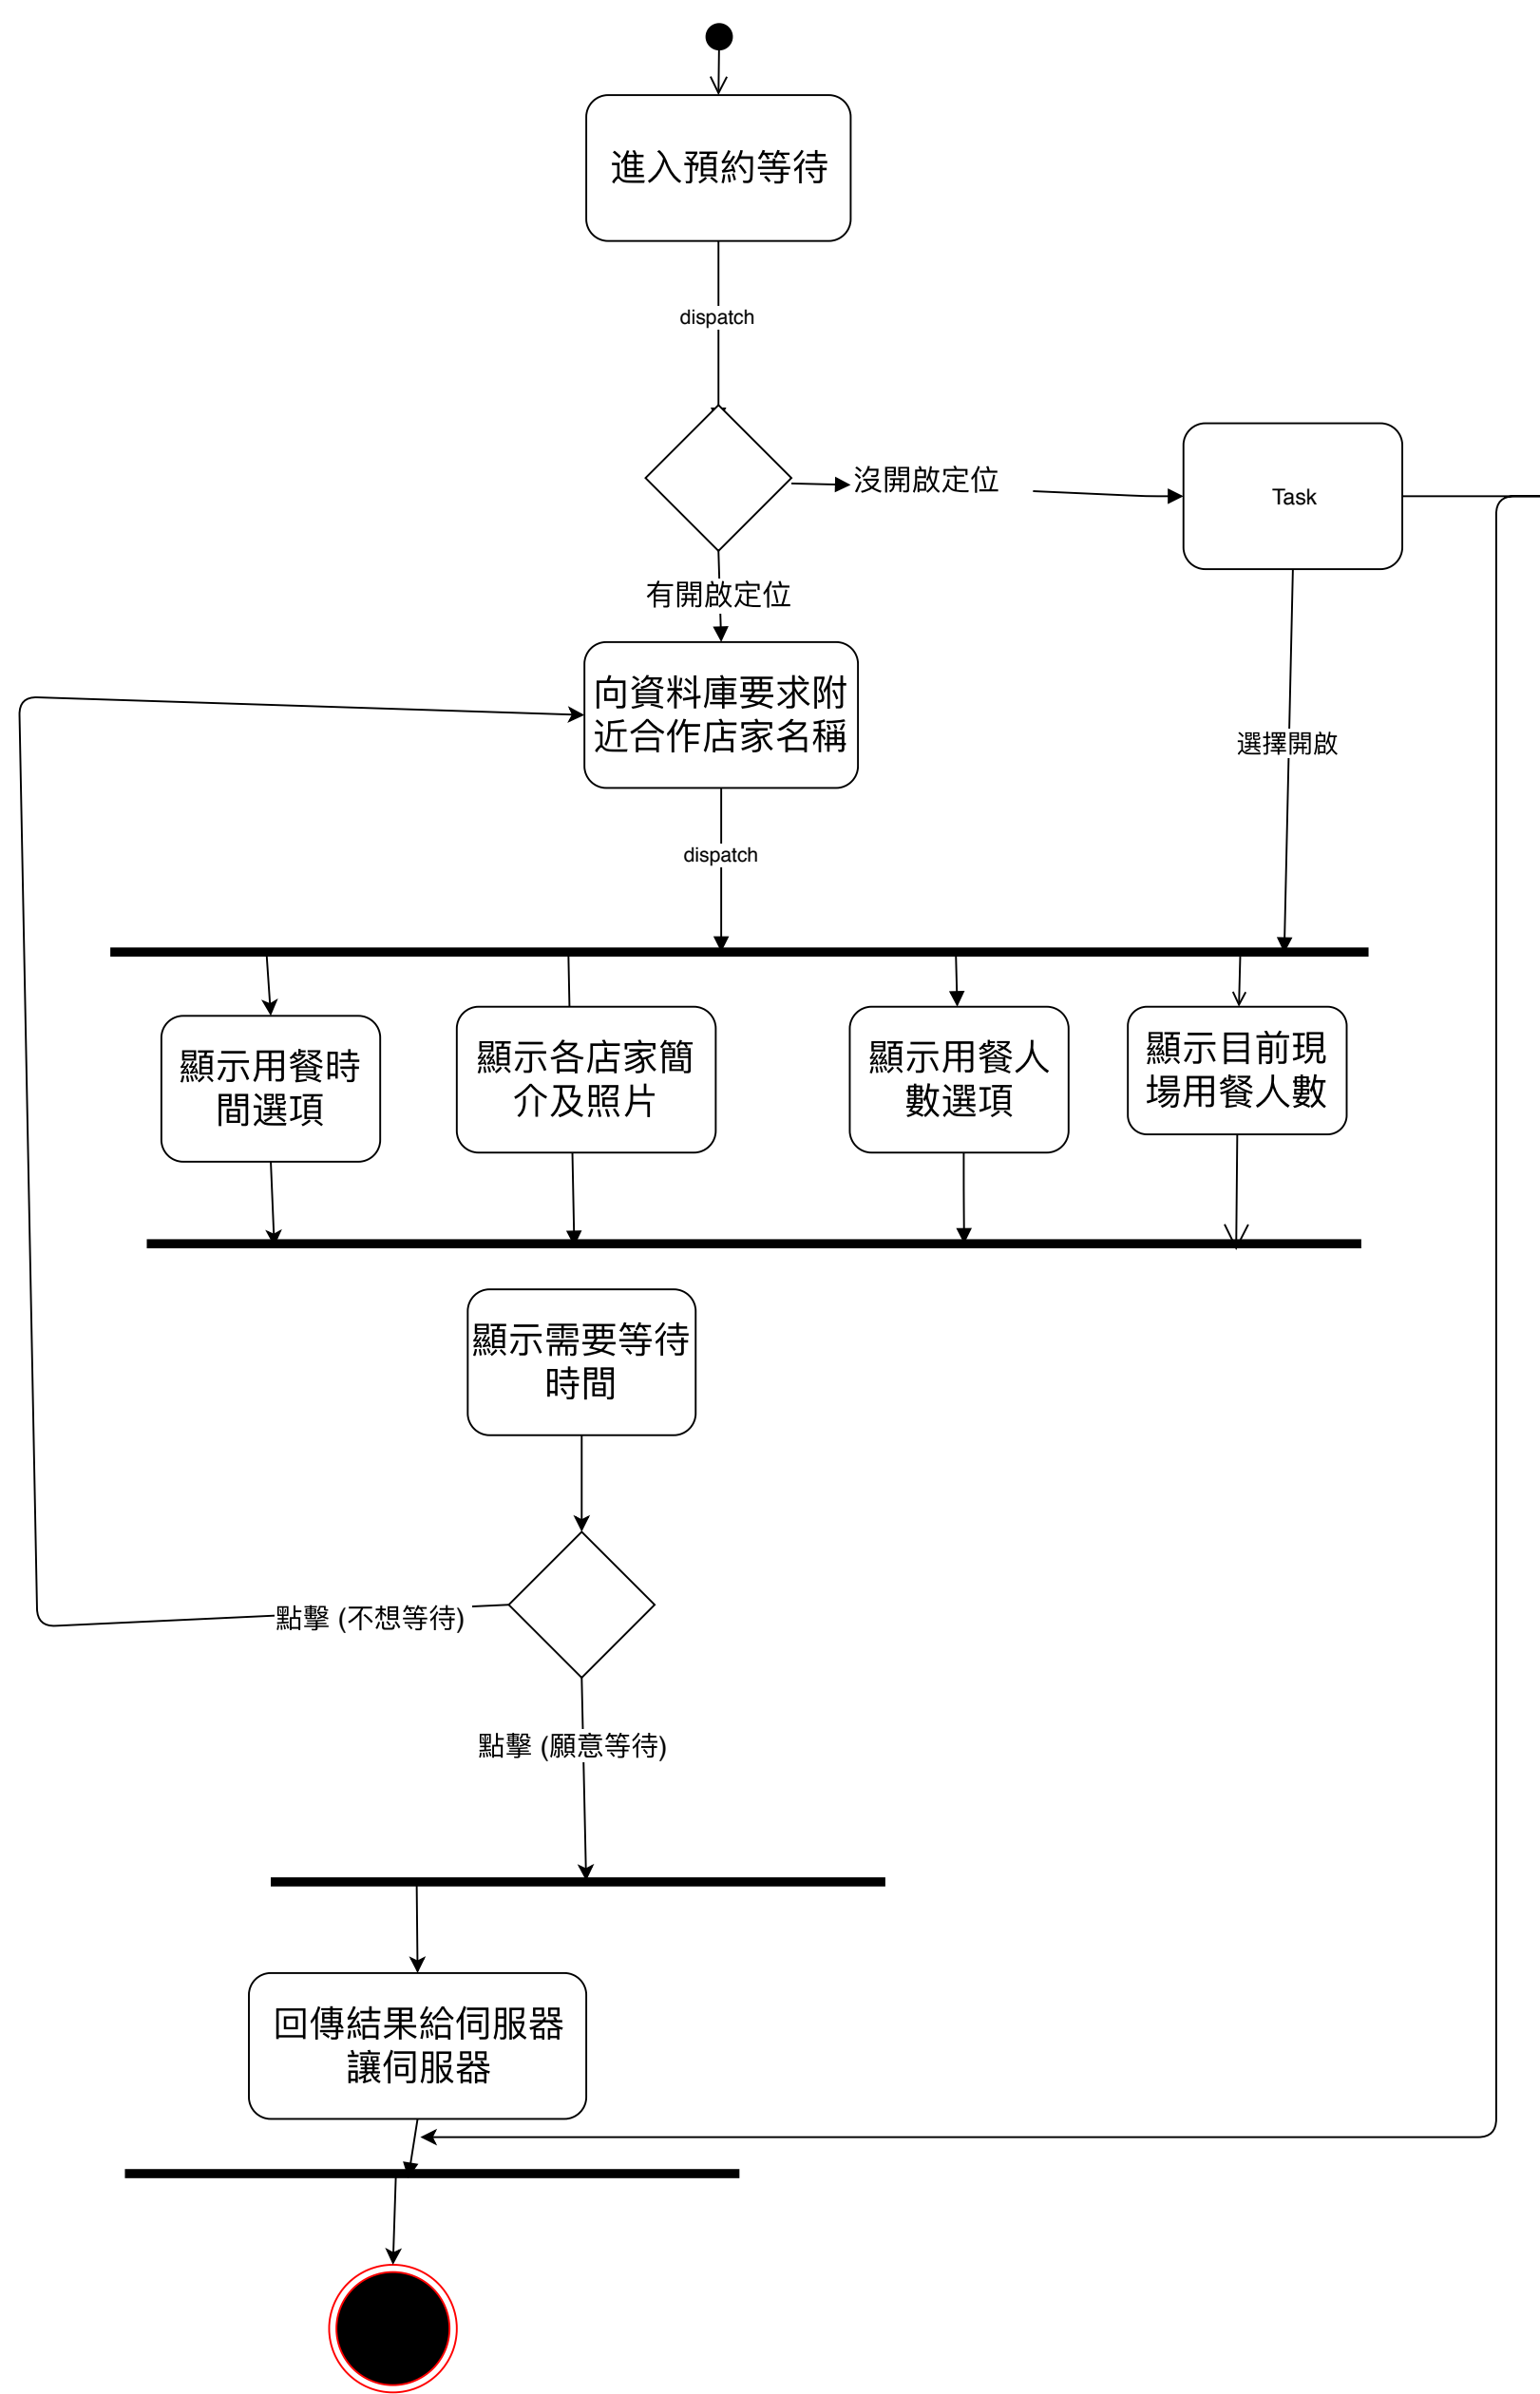 進入預約等待
dispatch
沒開啟定位
Task
有開啟定位
向資料庫要求附
近合作店家名稱
選擇開啟
dispatch
顯示用餐時
間選項
顯示各店家簡
介及照片
顯示用餐人
數選項
顯示目前現
場用餐人數
顯示需要等待
時間
點擊 (不想等待)
點擊 (願意等待)
回傳結果給伺服器
讓伺服器